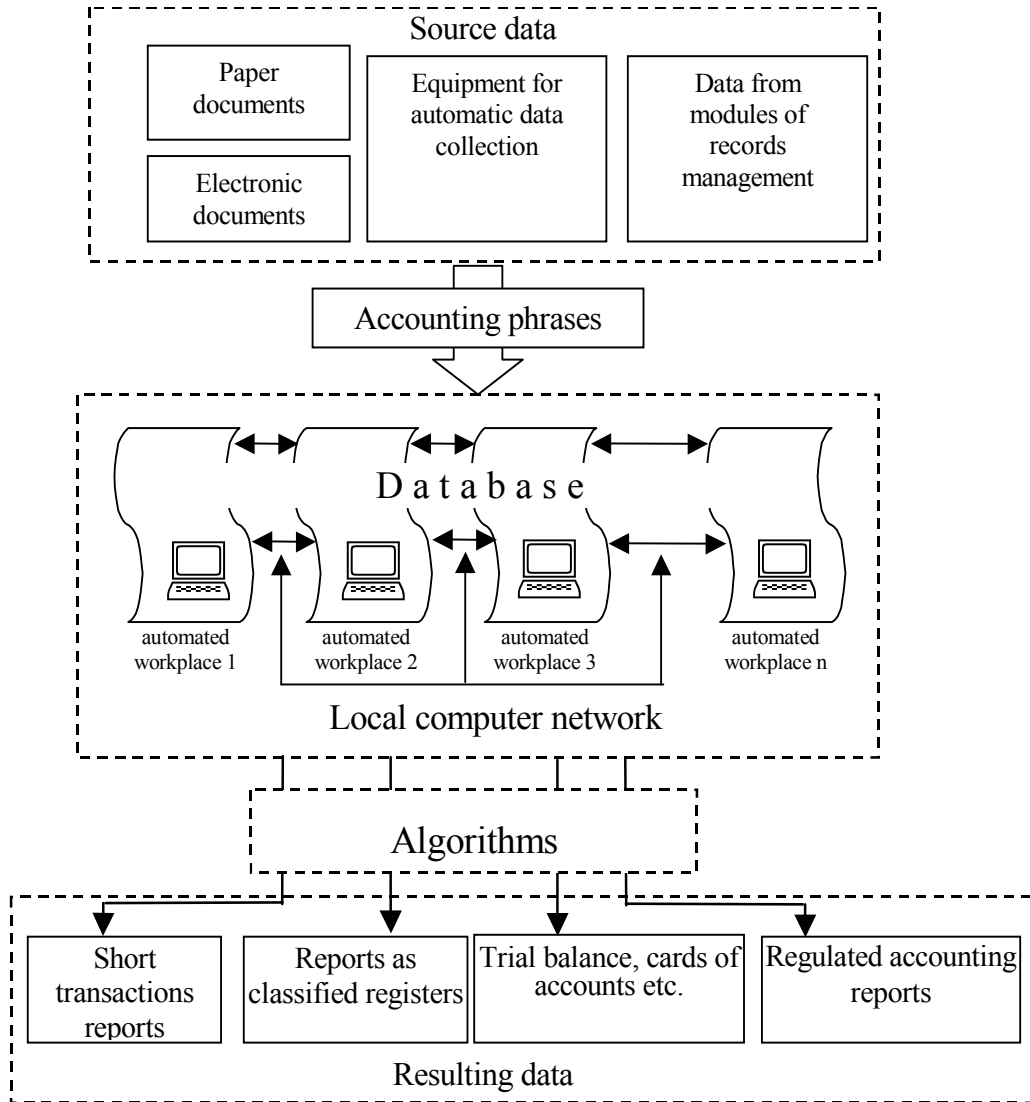 Source data
Paper
documents
Electronic
documents
Equipment for
automatic data
collection
Data from
modules of
records
management
Accounting phrases
D a t a b a s e
automated
workplace 1
automated
workplace 2
automated
workplace 3
automated
workplace n
Local computer network
Algorithms
Short
transactions
reports
Reports as
classified registers
Trial balance, cards of
accounts etc.
Regulated accounting
reports
Resulting data